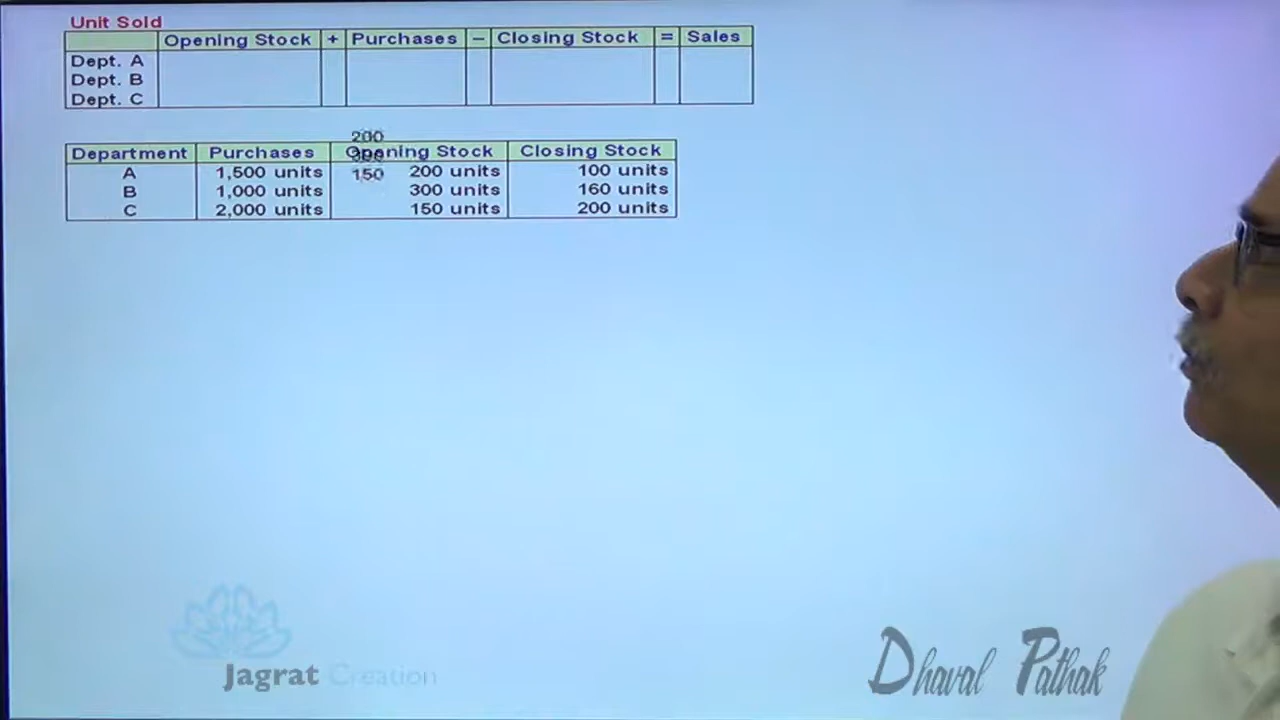 Unit Sold
Opening Stock + Purchases − Closing Stock = Sales
Dept. A
Dept. B
Dept. C
200
300
150
Department Purchases Opening Stock Closing Stock
A 1,500 units 200 units 100 units
B 1,000 units 300 units 160 units
C 2,000 units 150 units 200 units
Jagrat Creation
Dhaval Pathak